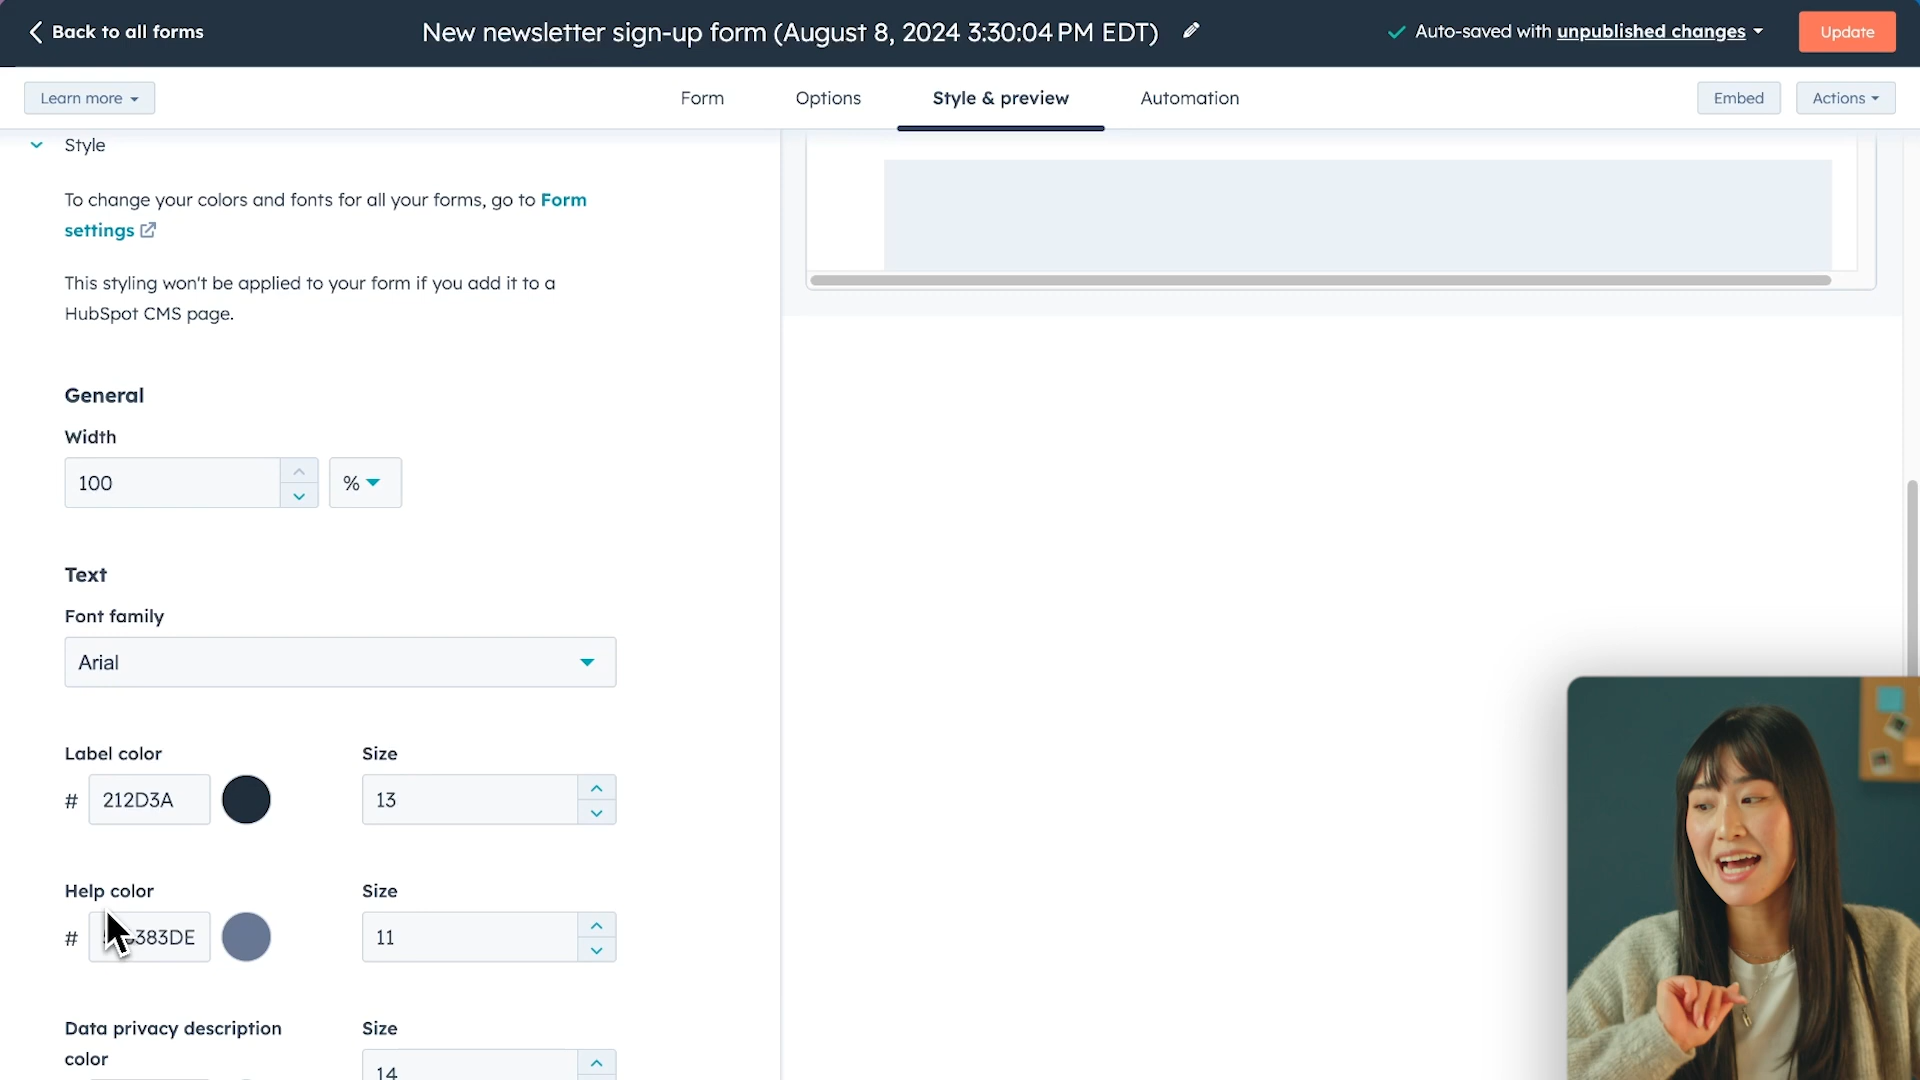 Back to all forms
New newsletter sign-up form (August 8, 2024 3:30:04 PM EDT)
Auto-saved with unpublished changes
Update
Learn more
Form
Options
Style & preview
Automation
Embed
Actions
Style
To change your colors and fonts for all your forms, go to Form
settings
This styling won't be applied to your form if you add it to a
HubSpot CMS page.
General
Width
100
%
Text
Font family
Arial
Label color
Size
# 212D3A
13
Help color
Size
#
11
Data privacy description
color
Size
14